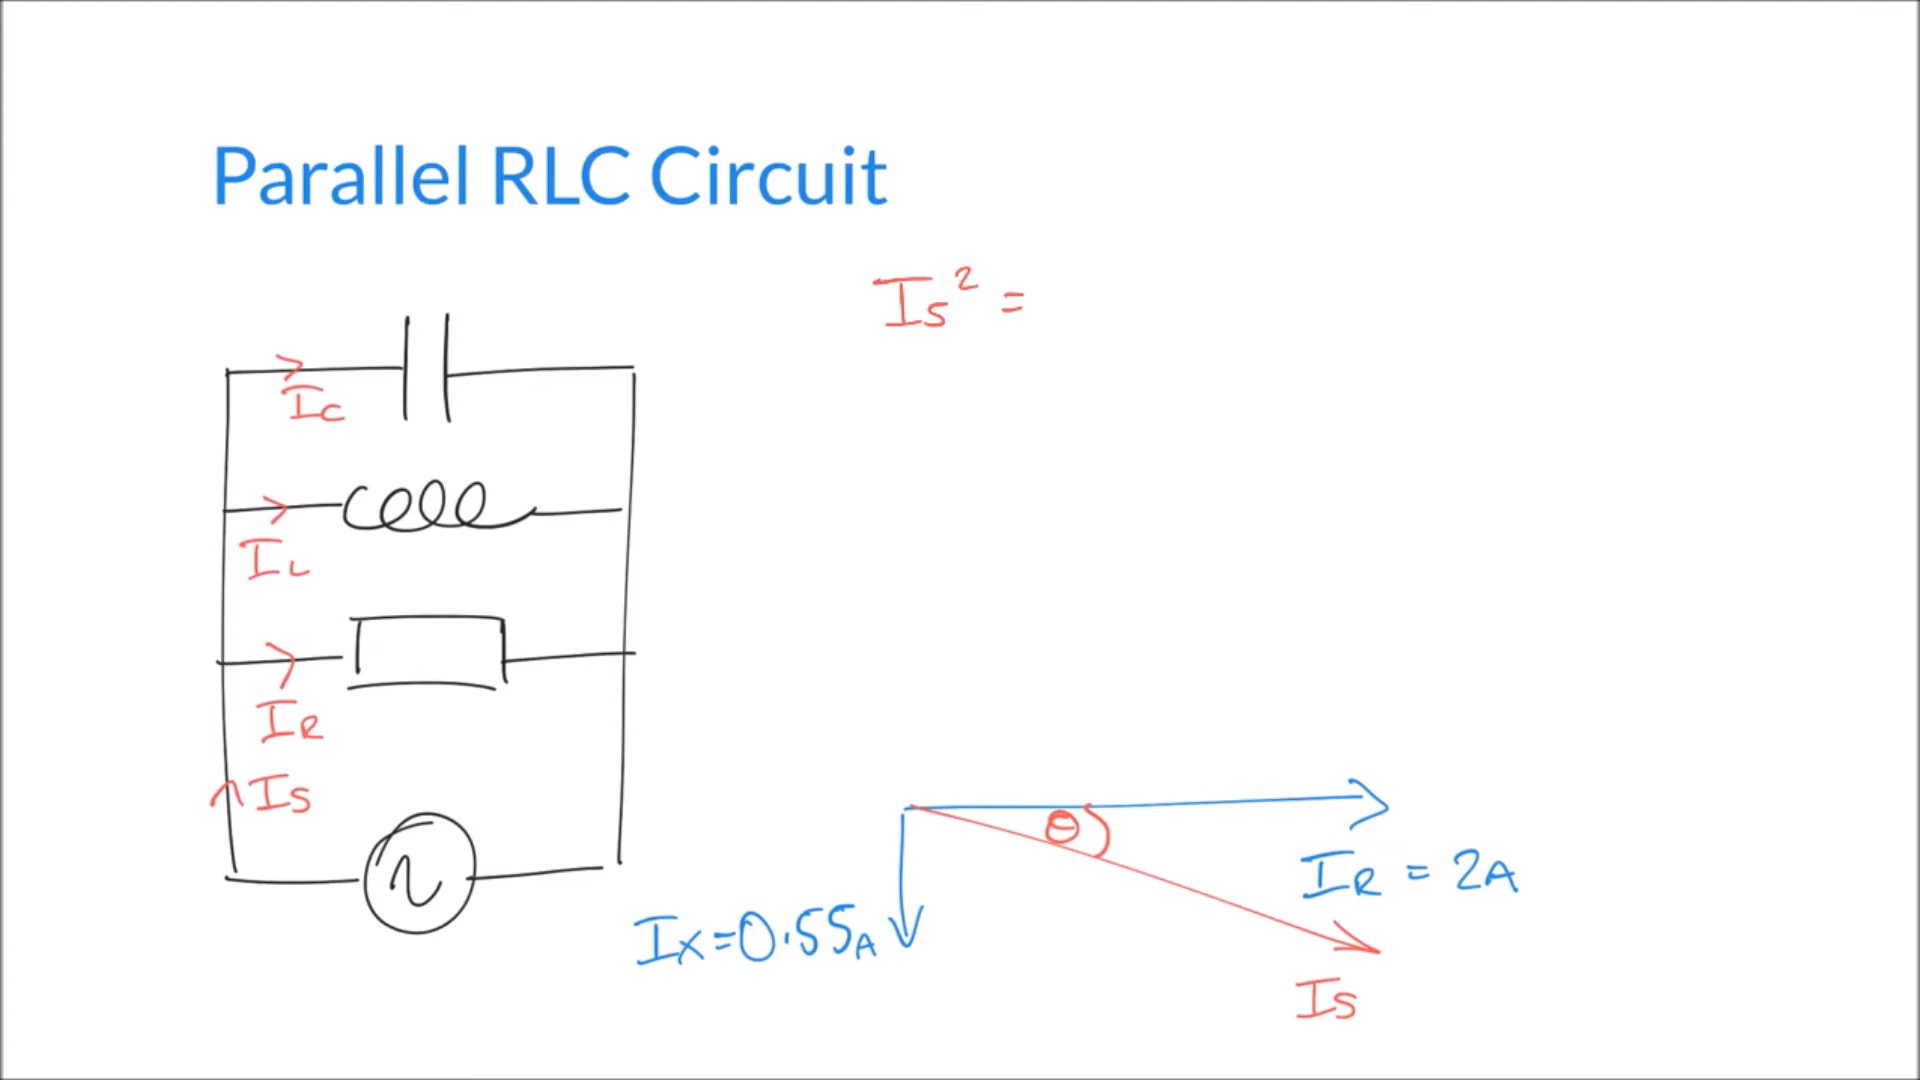 Parallel RLC Circuit
Is² =
Ic
IL
IR
Is
θ
IR = 2A
Ix=0.55A
Is